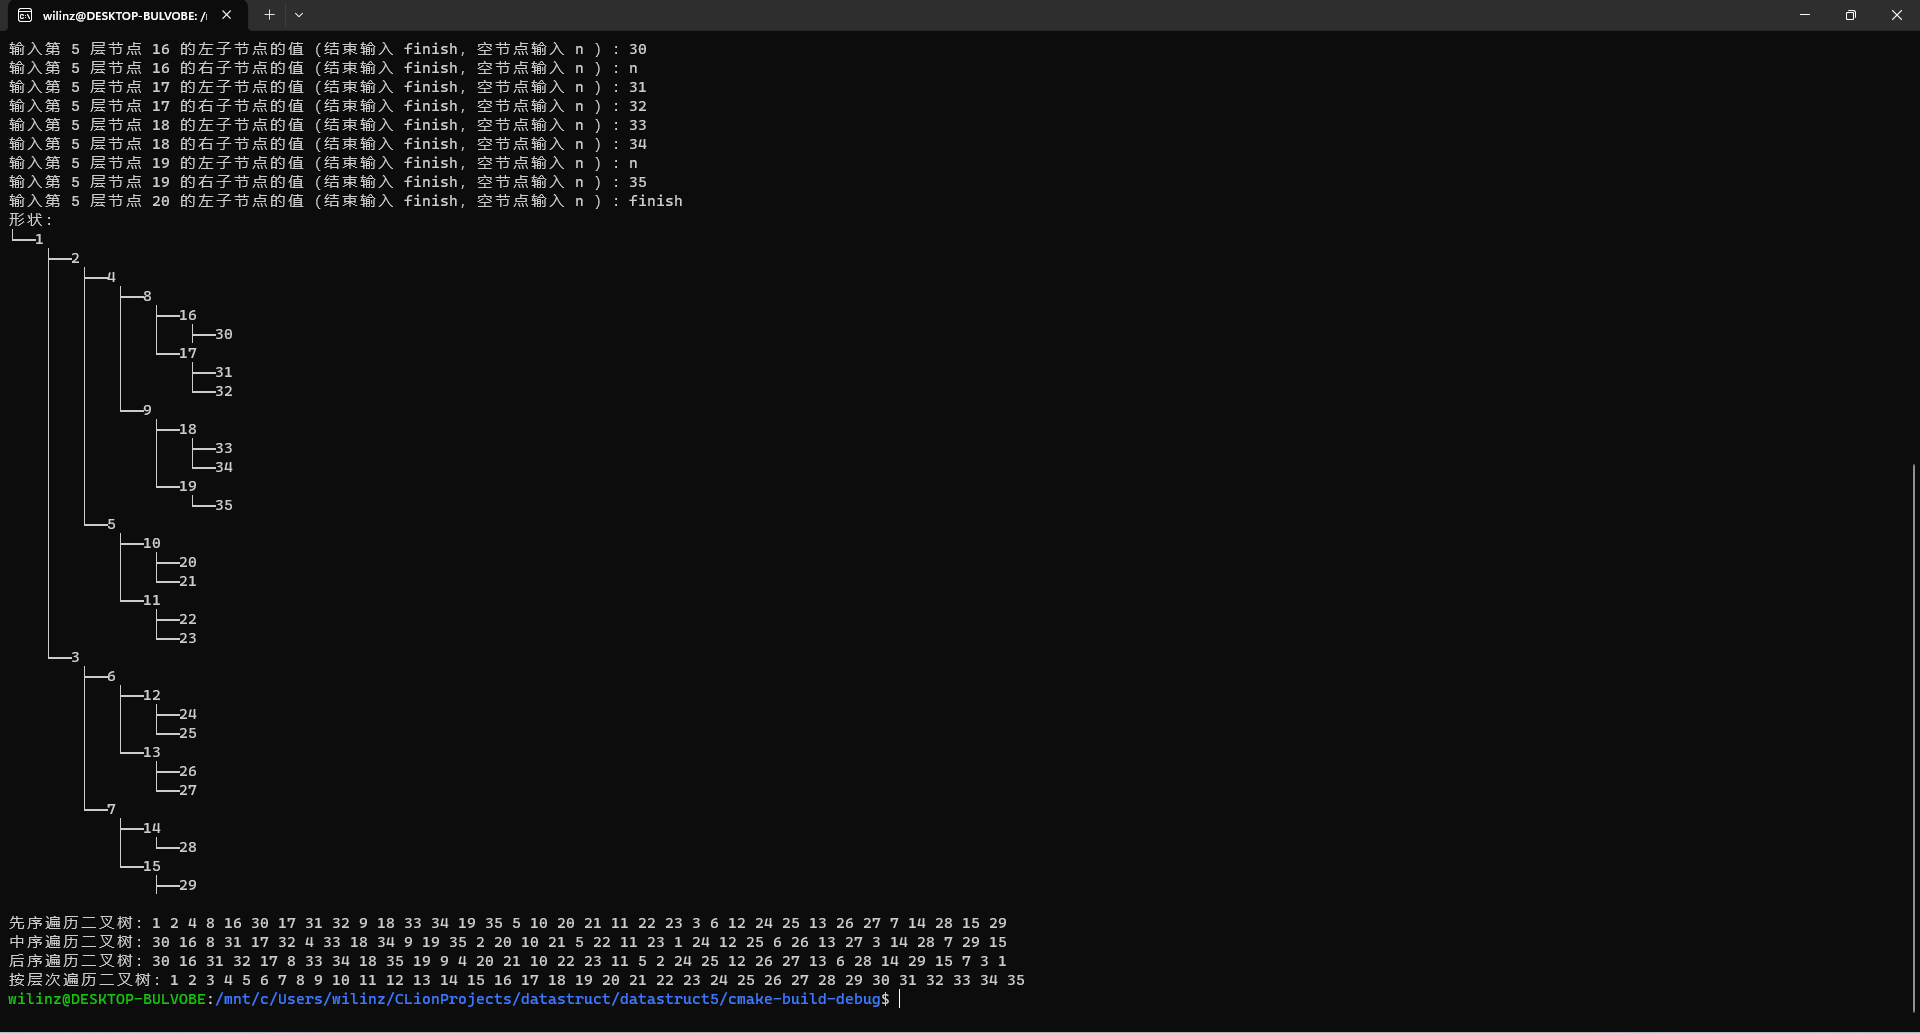 wilinz@DESKTOP-BULVOBE: /
输入第 5 层节点 16 的左子节点的值 (结束输入 finish, 空节点输入 n ) : 30
输入第 5 层节点 16 的右子节点的值 (结束输入 finish, 空节点输入 n ) : n
输入第 5 层节点 17 的左子节点的值 (结束输入 finish, 空节点输入 n ) : 31
输入第 5 层节点 17 的右子节点的值 (结束输入 finish, 空节点输入 n ) : 32
输入第 5 层节点 18 的左子节点的值 (结束输入 finish, 空节点输入 n ) : 33
输入第 5 层节点 18 的右子节点的值 (结束输入 finish, 空节点输入 n ) : 34
输入第 5 层节点 19 的左子节点的值 (结束输入 finish, 空节点输入 n ) : n
输入第 5 层节点 19 的右子节点的值 (结束输入 finish, 空节点输入 n ) : 35
输入第 5 层节点 20 的左子节点的值 (结束输入 finish, 空节点输入 n ) : finish
形状:
└──1
    ├──2
    │   ├──4
    │   │   ├──8
    │   │   │   ├──16
    │   │   │   │   ├──30
    │   │   │   └──17
    │   │   │       ├──31
    │   │   │       └──32
    │   │   └──9
    │   │       ├──18
    │   │       │   ├──33
    │   │       │   └──34
    │   │       └──19
    │   │           └──35
    │   └──5
    │       ├──10
    │       │   ├──20
    │       │   └──21
    │       └──11
    │           ├──22
    │           └──23
    └──3
        ├──6
        │   ├──12
        │   │   ├──24
        │   │   └──25
        │   └──13
        │       ├──26
        │       └──27
        └──7
            ├──14
            │   └──28
            └──15
                ├──29
先序遍历二叉树: 1 2 4 8 16 30 17 31 32 9 18 33 34 19 35 5 10 20 21 11 22 23 3 6 12 24 25 13 26 27 7 14 28 15 29
中序遍历二叉树: 30 16 8 31 17 32 4 33 18 34 9 19 35 2 20 10 21 5 22 11 23 1 24 12 25 6 26 13 27 3 14 28 7 29 15
后序遍历二叉树: 30 16 31 32 17 8 33 34 18 35 19 9 4 20 21 10 22 23 11 5 2 24 25 12 26 27 13 6 28 14 29 15 7 3 1
按层次遍历二叉树: 1 2 3 4 5 6 7 8 9 10 11 12 13 14 15 16 17 18 19 20 21 22 23 24 25 26 27 28 29 30 31 32 33 34 35
wilinz@DESKTOP-BULVOBE:/mnt/c/Users/wilinz/CLionProjects/datastruct/datastruct5/cmake-build-debug$